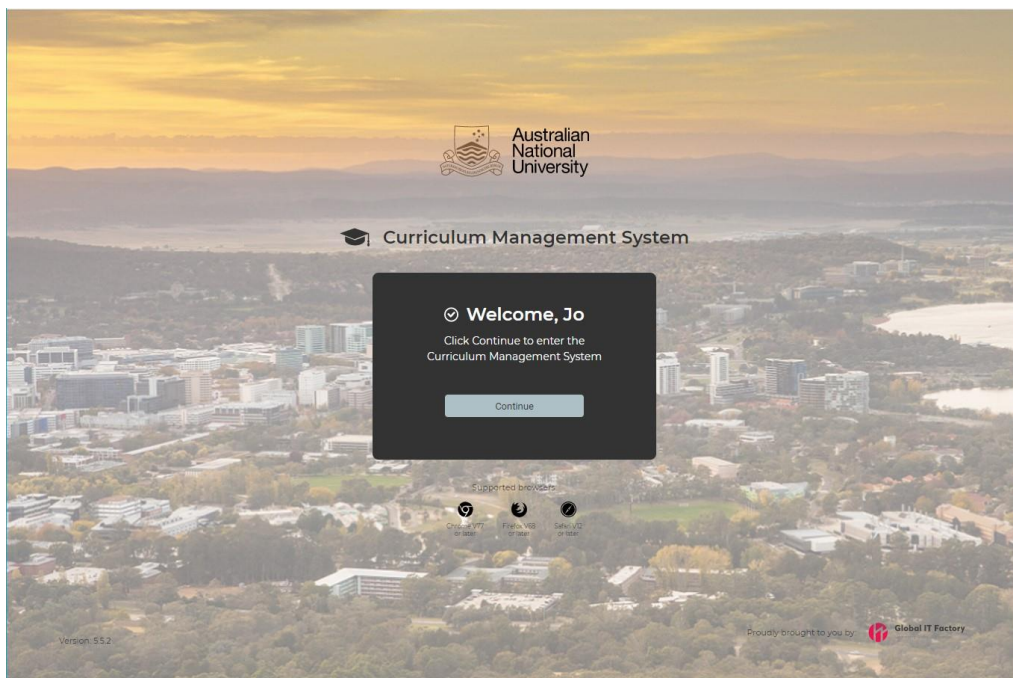 Australian
National
University
Curriculum Management System
Welcome, Jo
Click Continue to enter the
Curriculum Management System
Continue
Supported browsers
Chrome V77
or later
Firefox V68
or later
Safari V12
or later
Version: 5.5.2
Proudly brought to you by:
Global IT Factory